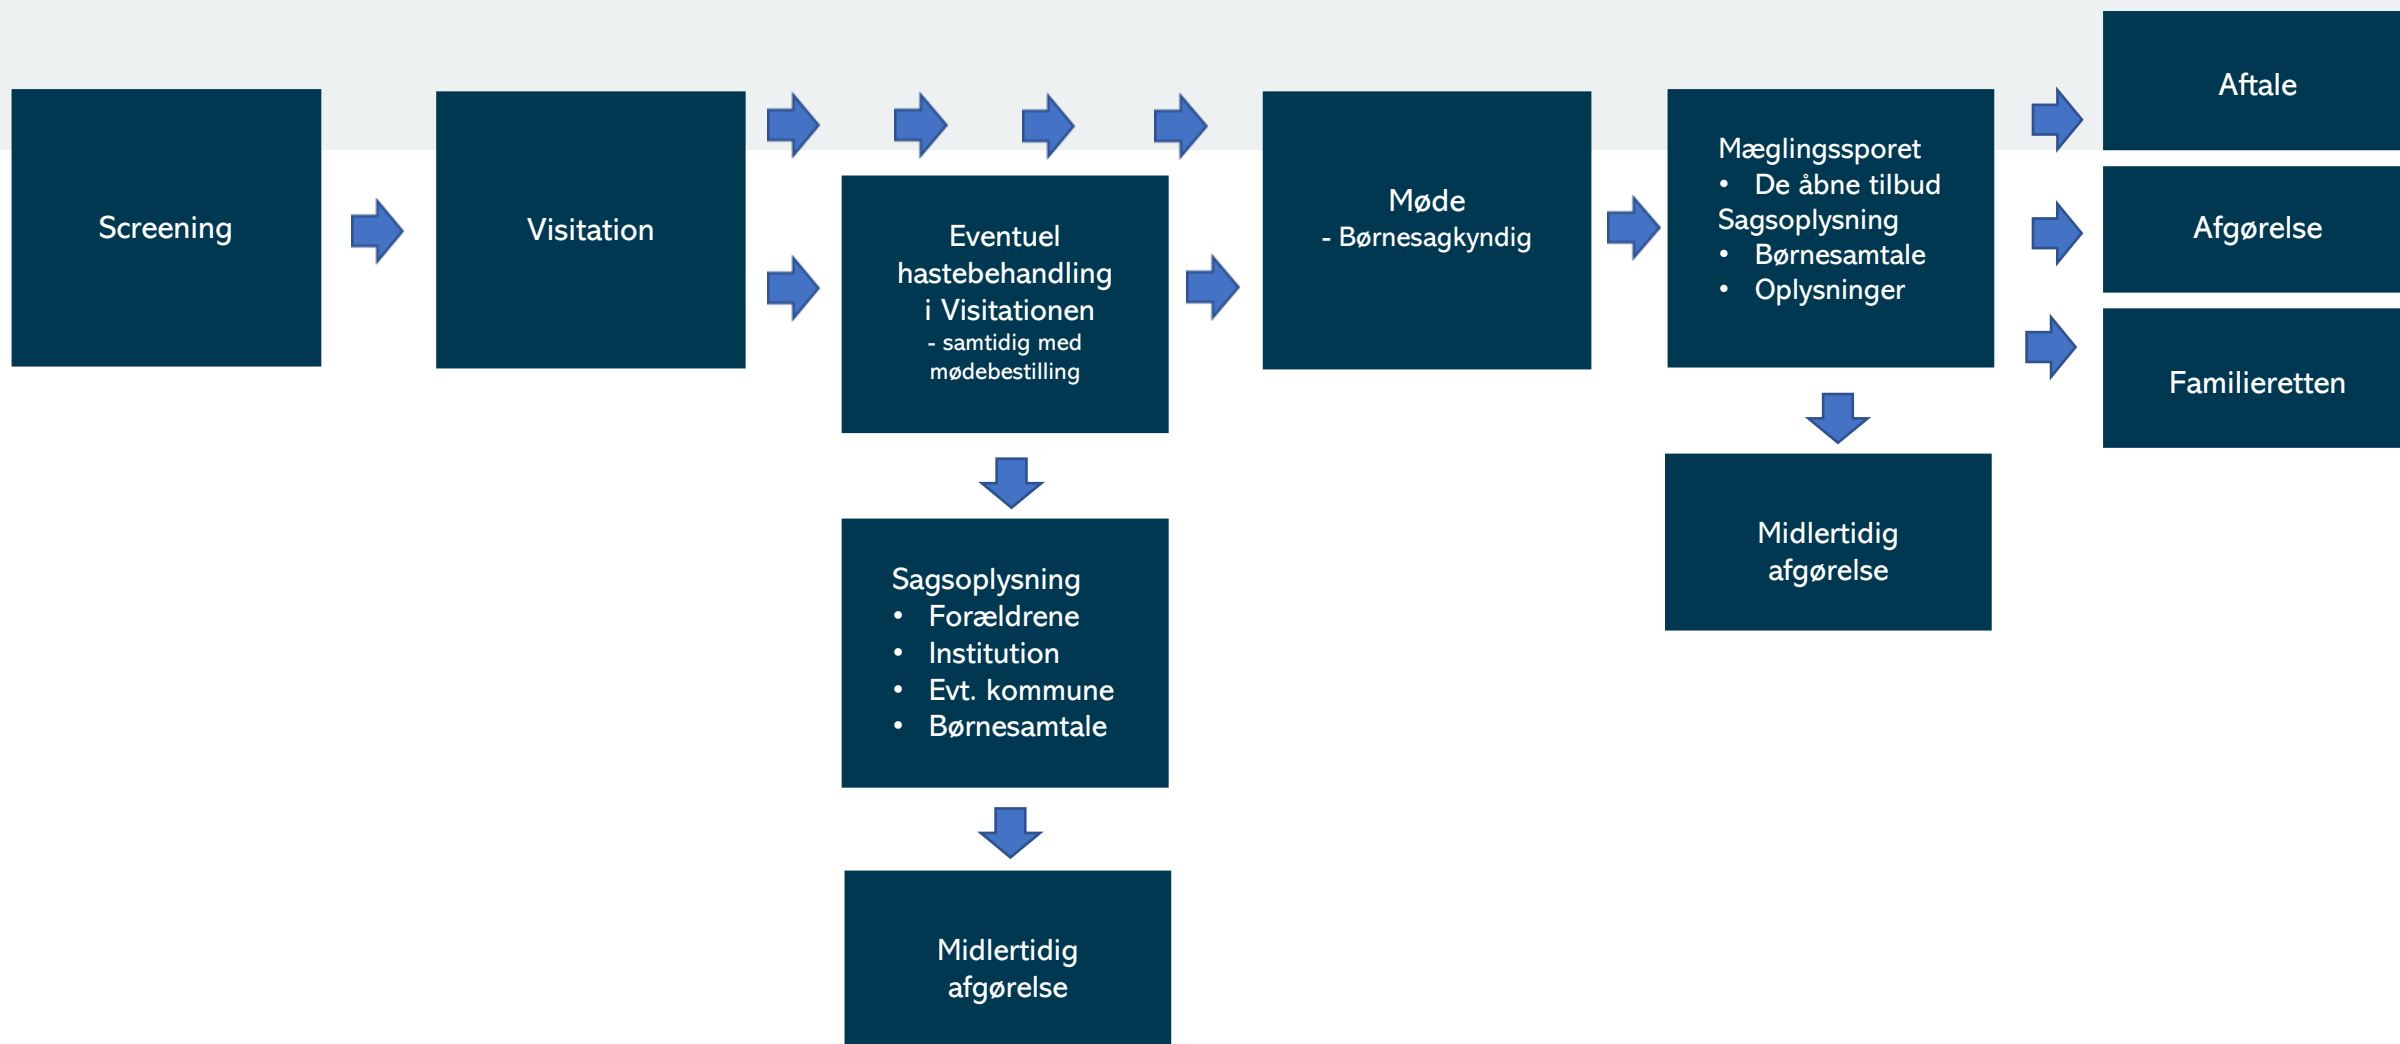 Screening
Visitation
Eventuel
hastebehandling
i Visitationen
- samtidig med
mødebestilling
Sagsoplysning
• Forældrene
• Institution
• Evt. kommune
• Børnesamtale
Midlertidig
afgørelse
Møde
- Børnesagkyndig
Mæglingssporet
• De åbne tilbud
Sagsoplysning
• Børnesamtale
• Oplysninger
Midlertidig
afgørelse
Aftale
Afgørelse
Familieretten